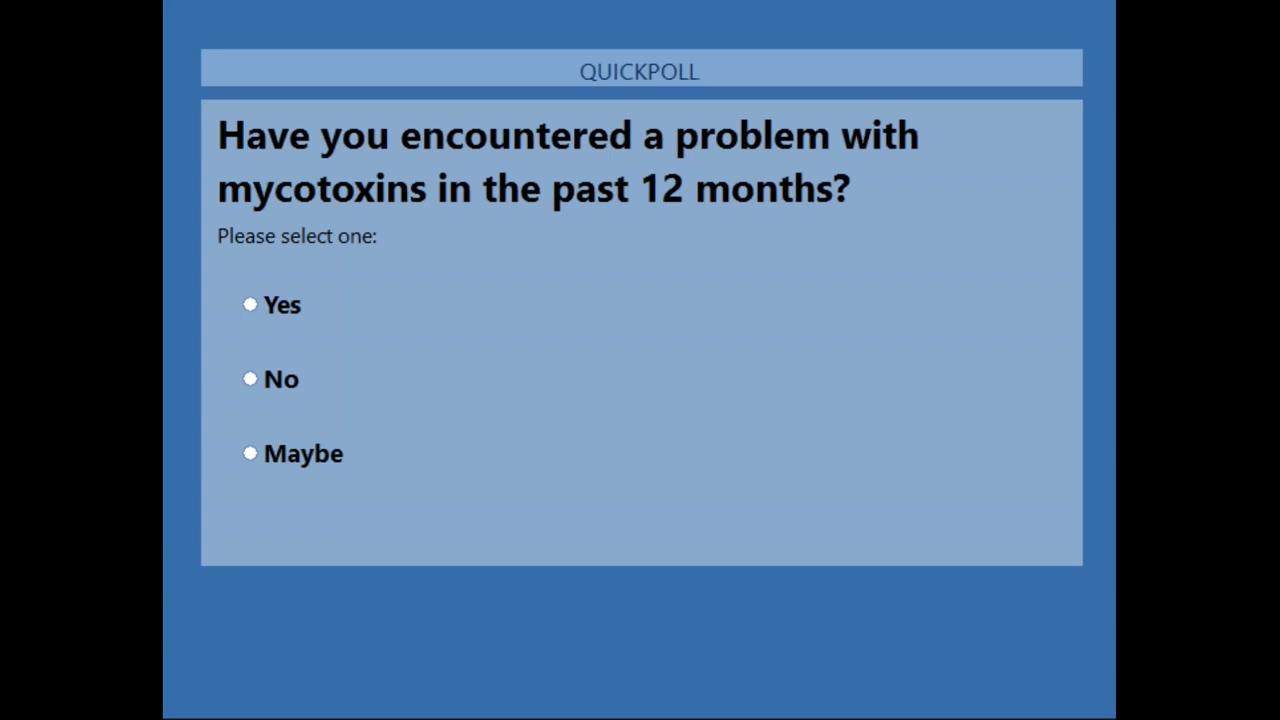 QUICKPOLL
Have you encountered a problem with
mycotoxins in the past 12 months?
Please select one:
Yes
No
Maybe